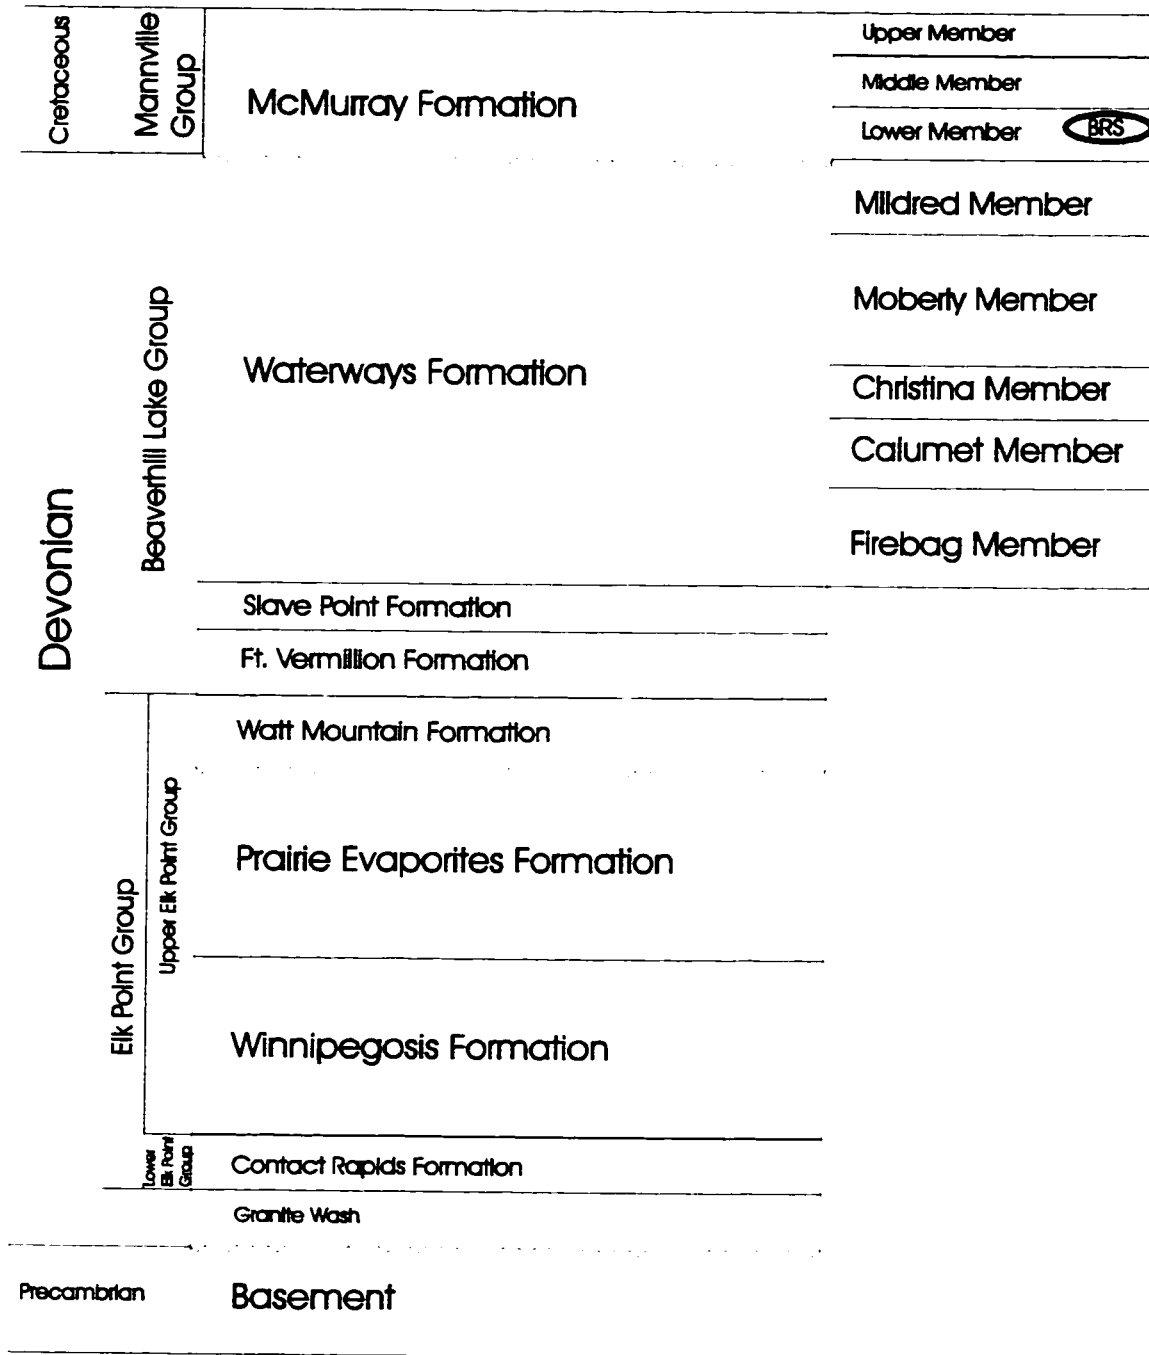 Cretaceous
Mannville
Group
McMurray Formation
Upper Member
Middle Member
Lower Member
BRS
Devonian
Beaverhill Lake Group
Waterways Formation
Mildred Member
Moberly Member
Christina Member
Calumet Member
Firebag Member
Slave Point Formation
Ft. Vermillion Formation
Elk Point Group
Upper Elk Point Group
Watt Mountain Formation
Prairie Evaporites Formation
Winnipegosis Formation
Lower
Elk Point
Group
Contact Rapids Formation
Granite Wash
Precambrian
Basement